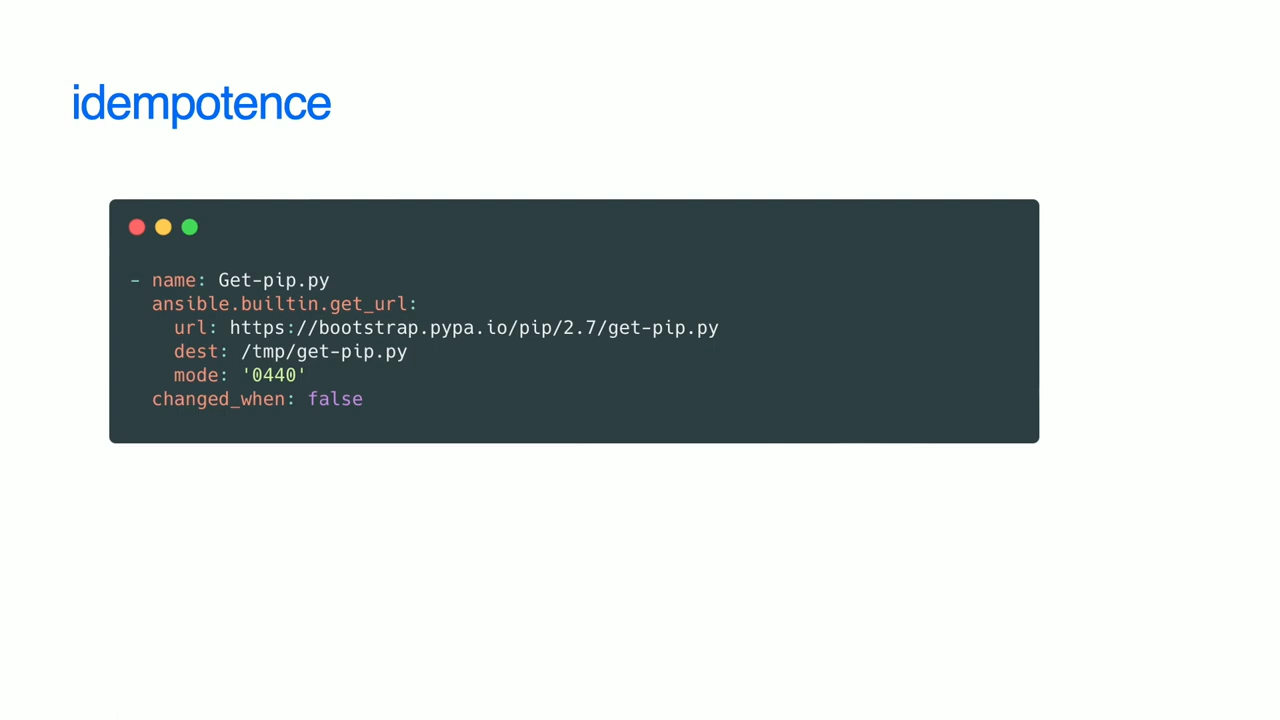 idempotence
- name: Get-pip.py
  ansible.builtin.get_url:
    url: https://bootstrap.pypa.io/pip/2.7/get-pip.py
    dest: /tmp/get-pip.py
    mode: '0440'
  changed_when: false